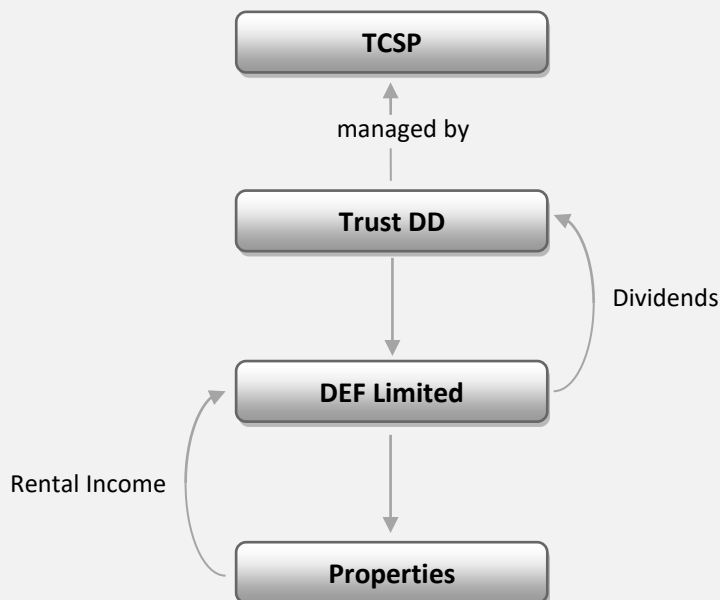 TCSP
managed by
Trust DD
Dividends
DEF Limited
Rental Income
Properties